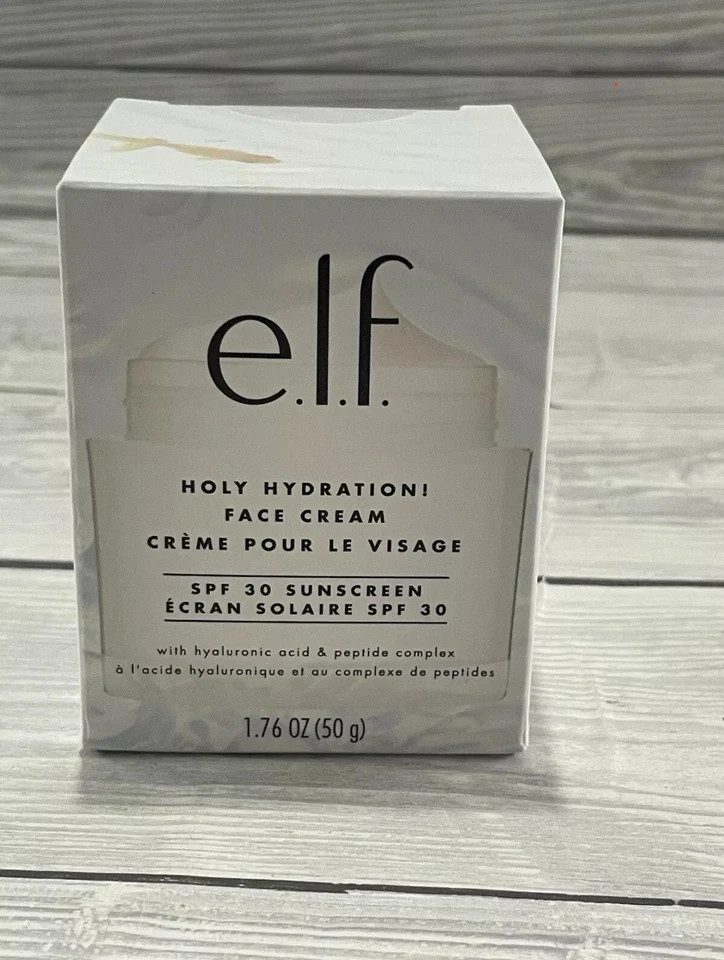 e.l.f.
HOLY HYDRATION!
FACE CREAM
CRÈME POUR LE VISAGE
SPF 30 SUNSCREEN
ÉCRAN SOLAIRE SPF 30
with hyaluronic acid & peptide complex
à l'acide hyaluronique et au complexe de peptides
1.76 OZ (50 g)